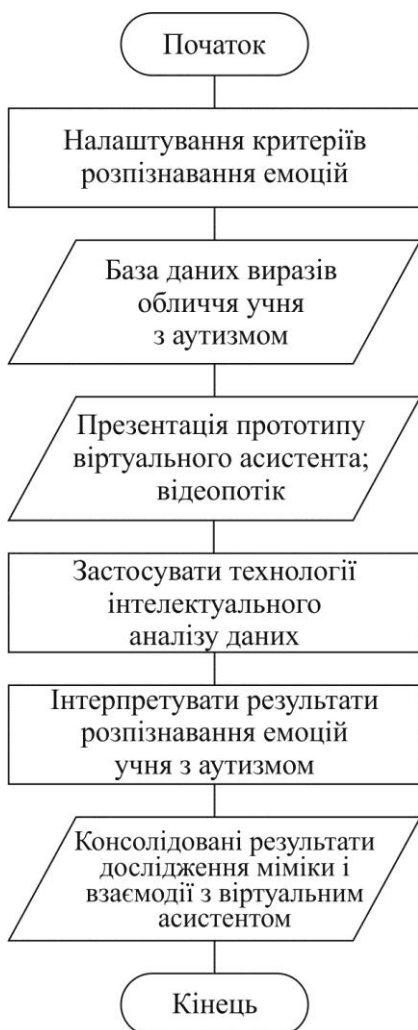 Початок
Налаштування критеріїв
розпізнавання емоцій
База даних виразів
обличчя учня
з аутизмом
Презентація прототипу
віртуального асистента;
відеопотік
Застосувати технології
інтелектуального
аналізу даних
Інтерпретувати результати
розпізнавання емоцій
учня з аутизмом
Консолідовані результати
дослідження міміки і
взаємодії з віртуальним
асистентом
Кінець